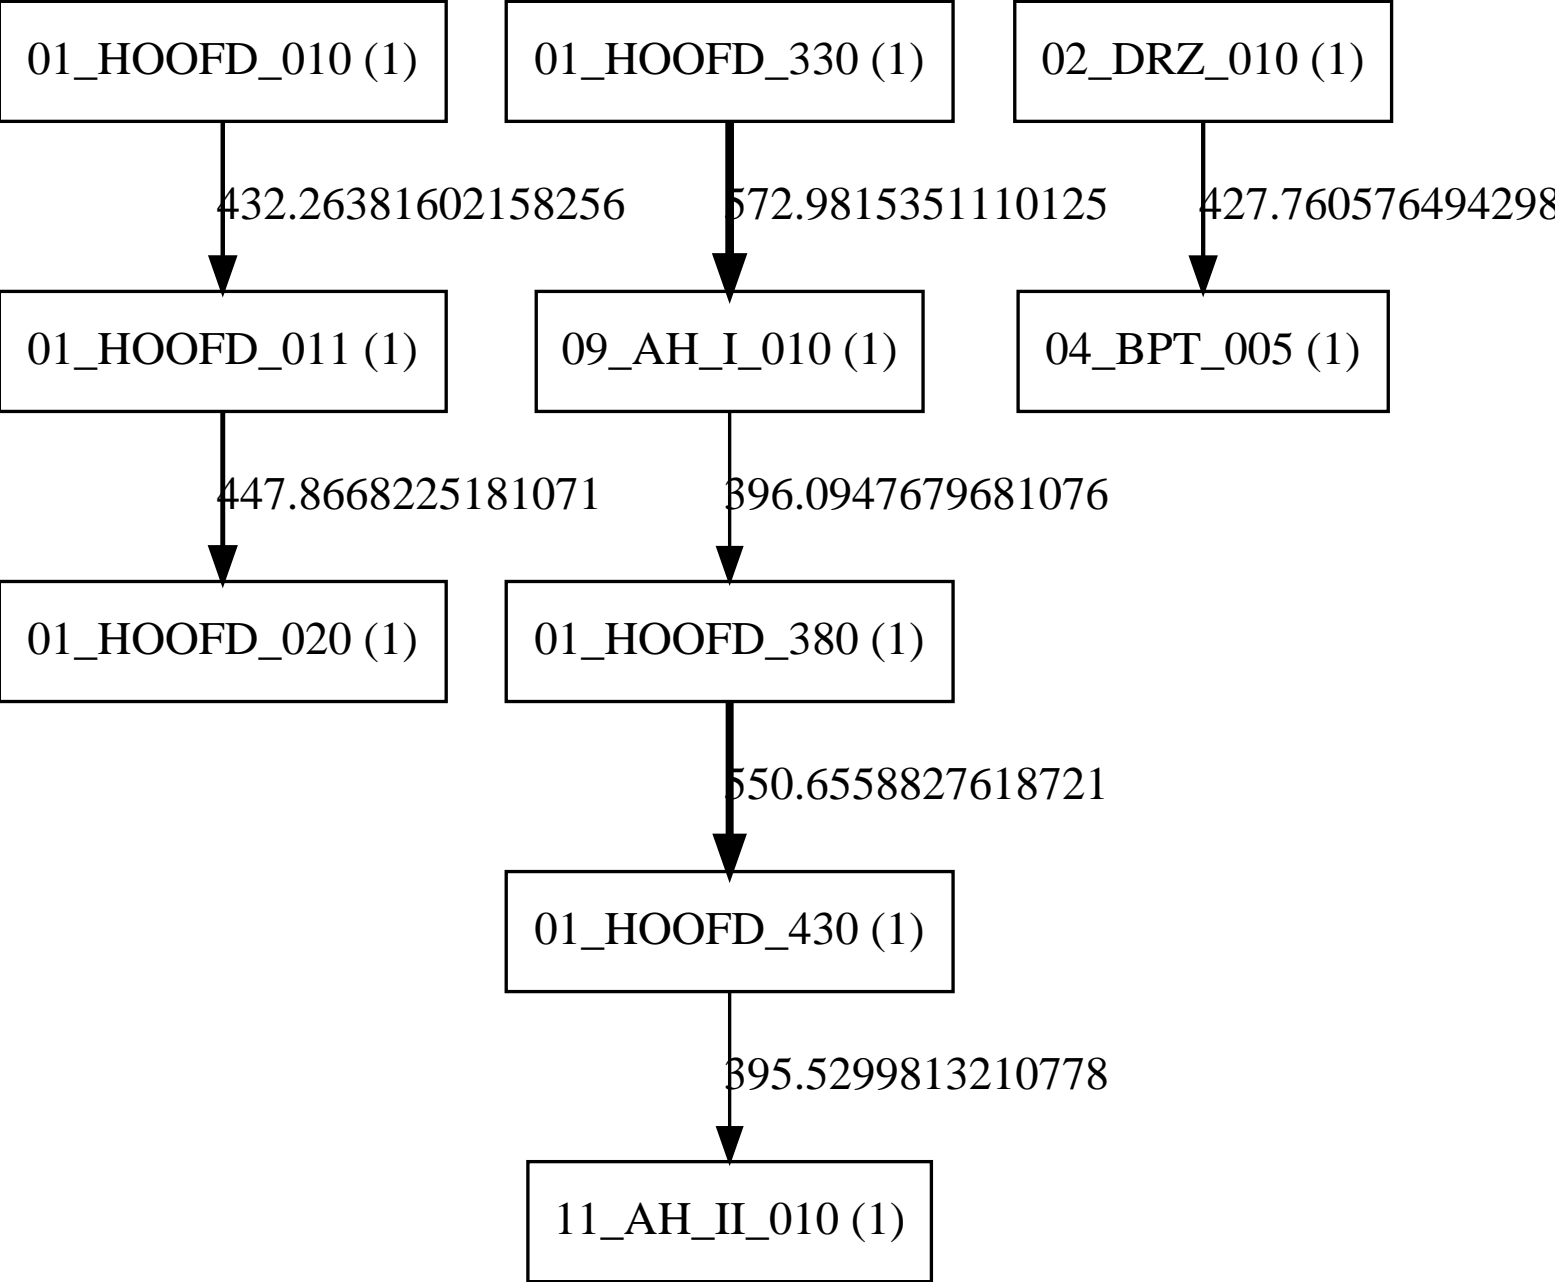 01_HOOFD_010 (1)
01_HOOFD_330 (1)
02_DRZ_010 (1)
432.26381602158256
572.9815351110125
427.760576494298
01_HOOFD_011 (1)
09_AH_I_010 (1)
04_BPT_005 (1)
447.8668225181071
396.0947679681076
01_HOOFD_020 (1)
01_HOOFD_380 (1)
550.6558827618721
01_HOOFD_430 (1)
395.5299813210778
11_AH_II_010 (1)